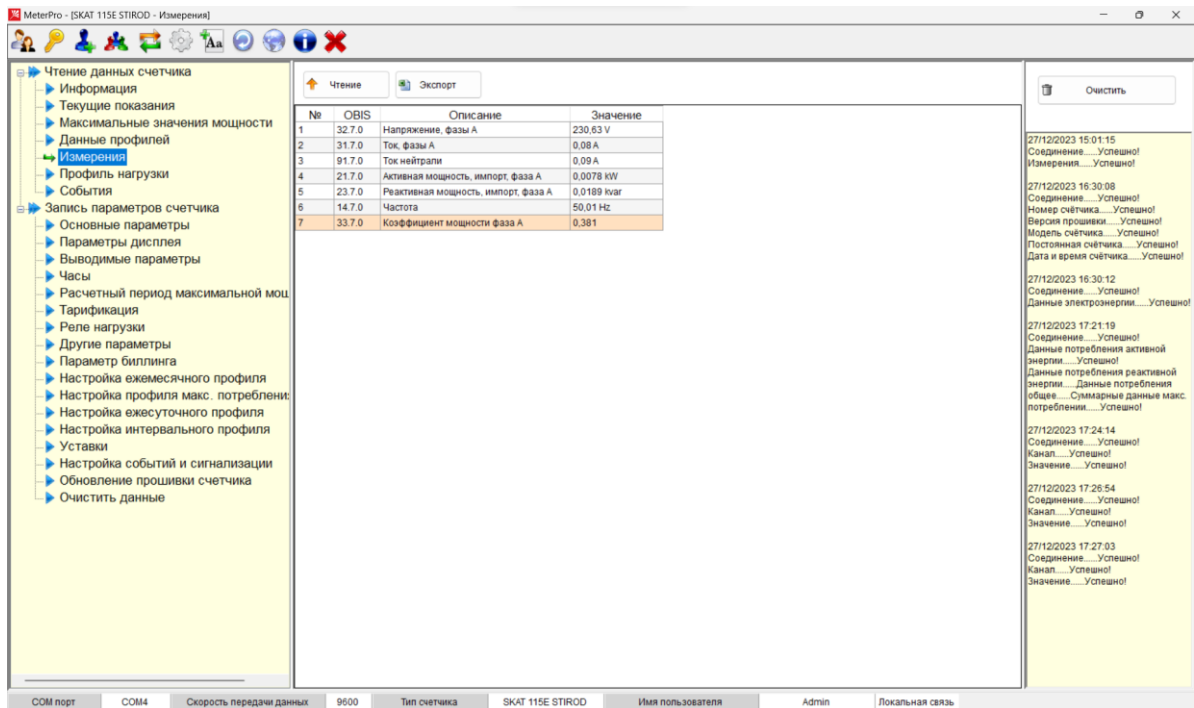 MeterPro - [SKAT 115E STIROD - Измерения]
Aa
Чтение данных счетчика
Информация
Текущие показания
Максимальные значения мощности
Данные профилей
Измерения
Профиль нагрузки
События
Запись параметров счетчика
Основные параметры
Параметры дисплея
Выводимые параметры
Часы
Расчетный период максимальной мощ
Тарификация
Реле нагрузки
Другие параметры
Параметр биллинга
Настройка ежемесячного профиля
Настройка профиля макс. потреблени
Настройка ежесуточного профиля
Настройка интервального профиля
Уставки
Настройка событий и сигнализации
Обновление прошивки счетчика
Очистить данные
Чтение Экспорт
№ OBIS Описание Значение
1 32.7.0 Напряжение, фазы А 230,63 V
2 31.7.0 Ток, фазы А 0,08 A
3 91.7.0 Ток нейтрали 0,09 A
4 21.7.0 Активная мощность, импорт, фаза А 0,0078 kW
5 23.7.0 Реактивная мощность, импорт, фаза А 0,0189 kvar
6 14.7.0 Частота 50,01 Hz
7 33.7.0 Коэффициент мощности фаза А 0,381
Очистить
27/12/2023 15:01:15
Соединение......Успешно!
Измерения......Успешно!
27/12/2023 16:30:08
Соединение......Успешно!
Номер счётчика......Успешно!
Версия прошивки......Успешно!
Модель счётчика......Успешно!
Постоянная счётчика......Успешно!
Дата и время счётчика......Успешно!
27/12/2023 16:30:12
Соединение......Успешно!
Данные электроэнергии......Успешно!
27/12/2023 17:21:19
Соединение......Успешно!
Данные потребления активной
энергии......Успешно!
Данные потребления реактивной
энергии......Данные потребления
общее......Суммарные данные макс.
потреблении......Успешно!
27/12/2023 17:24:14
Соединение......Успешно!
Канал......Успешно!
Значение......Успешно!
27/12/2023 17:26:54
Соединение......Успешно!
Канал......Успешно!
Значение......Успешно!
27/12/2023 17:27:03
Соединение......Успешно!
Канал......Успешно!
Значение......Успешно!
COM порт COM4 Скорость передачи данных 9600 Тип счетчика SKAT 115E STIROD Имя пользователя Admin Локальная связь